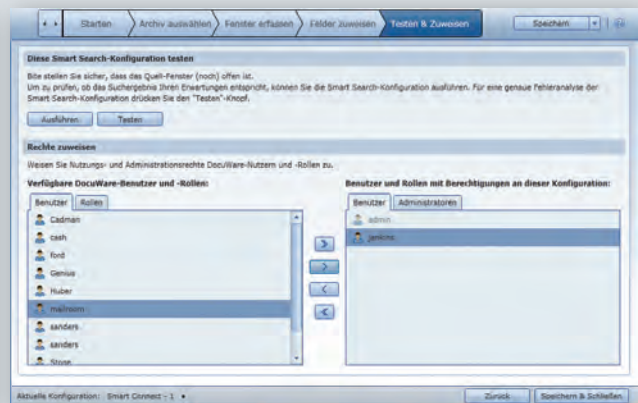 Starten Archiv auswählen Fenster erfassen Felder zuweisen Testen & Zuweisen Speichern
Diese Smart Search-Konfiguration testen
Bitte stellen Sie sicher, dass das Quell-Fenster (noch) offen ist.
Um zu prüfen, ob das Suchergebnis Ihren Erwartungen entspricht, können Sie die Smart Search-Konfiguration ausführen. Für eine genaue Fehleranalyse der
Smart Search-Konfiguration drücken Sie den "Testen"-Knopf.
Ausführen Testen
Rechte zuweisen
Weisen Sie Nutzungs- und Administrationsrechte DocuWare-Nutzern und -Rollen zu.
Verfügbare DocuWare-Benutzer und -Rollen: Benutzer und Rollen mit Berechtigungen an dieser Konfiguration:
Benutzer Rollen Benutzer Administratoren
Cadman admin
cash jenkins
ford
Genius
Huber
mailroom
sanders
sanders
Stone
Aktuelle Konfiguration: Smart Connect - 1 Zurück Speichern & Schließen